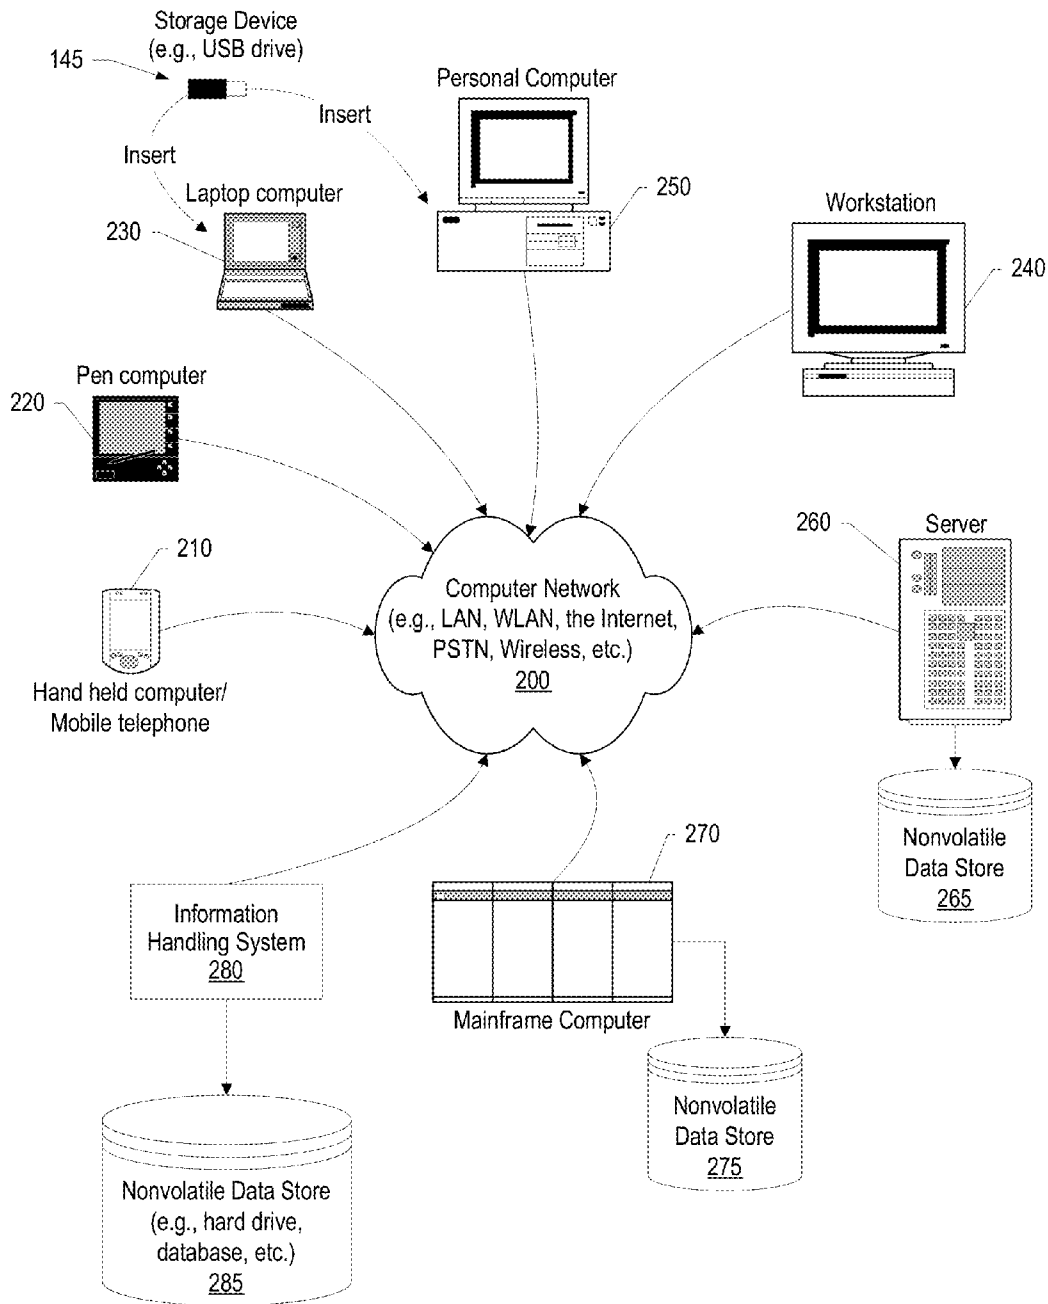 Storage Device
(e.g., USB drive)
145
Personal Computer
Insert
Insert
Laptop computer
250
230
Workstation
240
Pen computer
220
260
Server
210
Computer Network
(e.g., LAN, WLAN, the Internet,
PSTN, Wireless, etc.)
200
Hand held computer/
Mobile telephone
Nonvolatile
Data Store
265
270
Information
Handling System
280
Mainframe Computer
Nonvolatile
Data Store
275
Nonvolatile Data Store
(e.g., hard drive,
database, etc.)
285